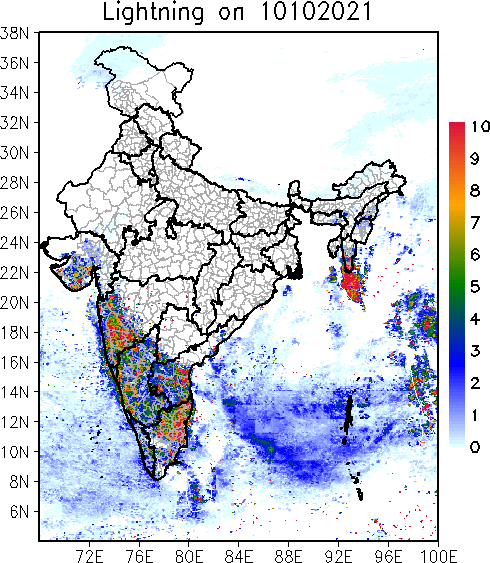 Lightning on 10102021
38N
36N
34N
32N
30N
28N
26N
24N
22N
20N
18N
16N
14N
12N
10N
8N
6N
72E 76E 80E 84E 88E 92E 96E 100E
10
9
8
7
6
5
4
3
2
1
0